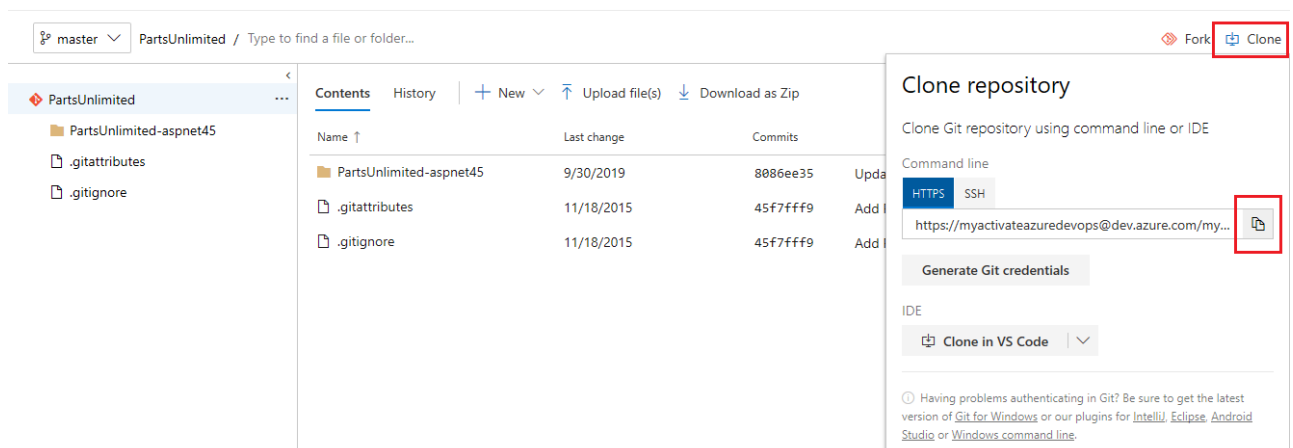 master PartsUnlimited / Type to find a file or folder... Fork Clone
PartsUnlimited ...
PartsUnlimited-aspnet45
.gitattributes
.gitignore
Contents History + New Upload file(s) Download as Zip
Name ↑ Last change Commits
PartsUnlimited-aspnet45 9/30/2019 8086ee35 Upda
.gitattributes 11/18/2015 45f7fff9 Add
.gitignore 11/18/2015 45f7fff9 Add
Clone repository
Clone Git repository using command line or IDE
Command line
HTTPS SSH
https://myactivateazuredevops@dev.azure.com/my...
Generate Git credentials
IDE
Clone in VS Code
Having problems authenticating in Git? Be sure to get the latest
version of Git for Windows or our plugins for IntelliJ, Eclipse, Android
Studio or Windows command line.